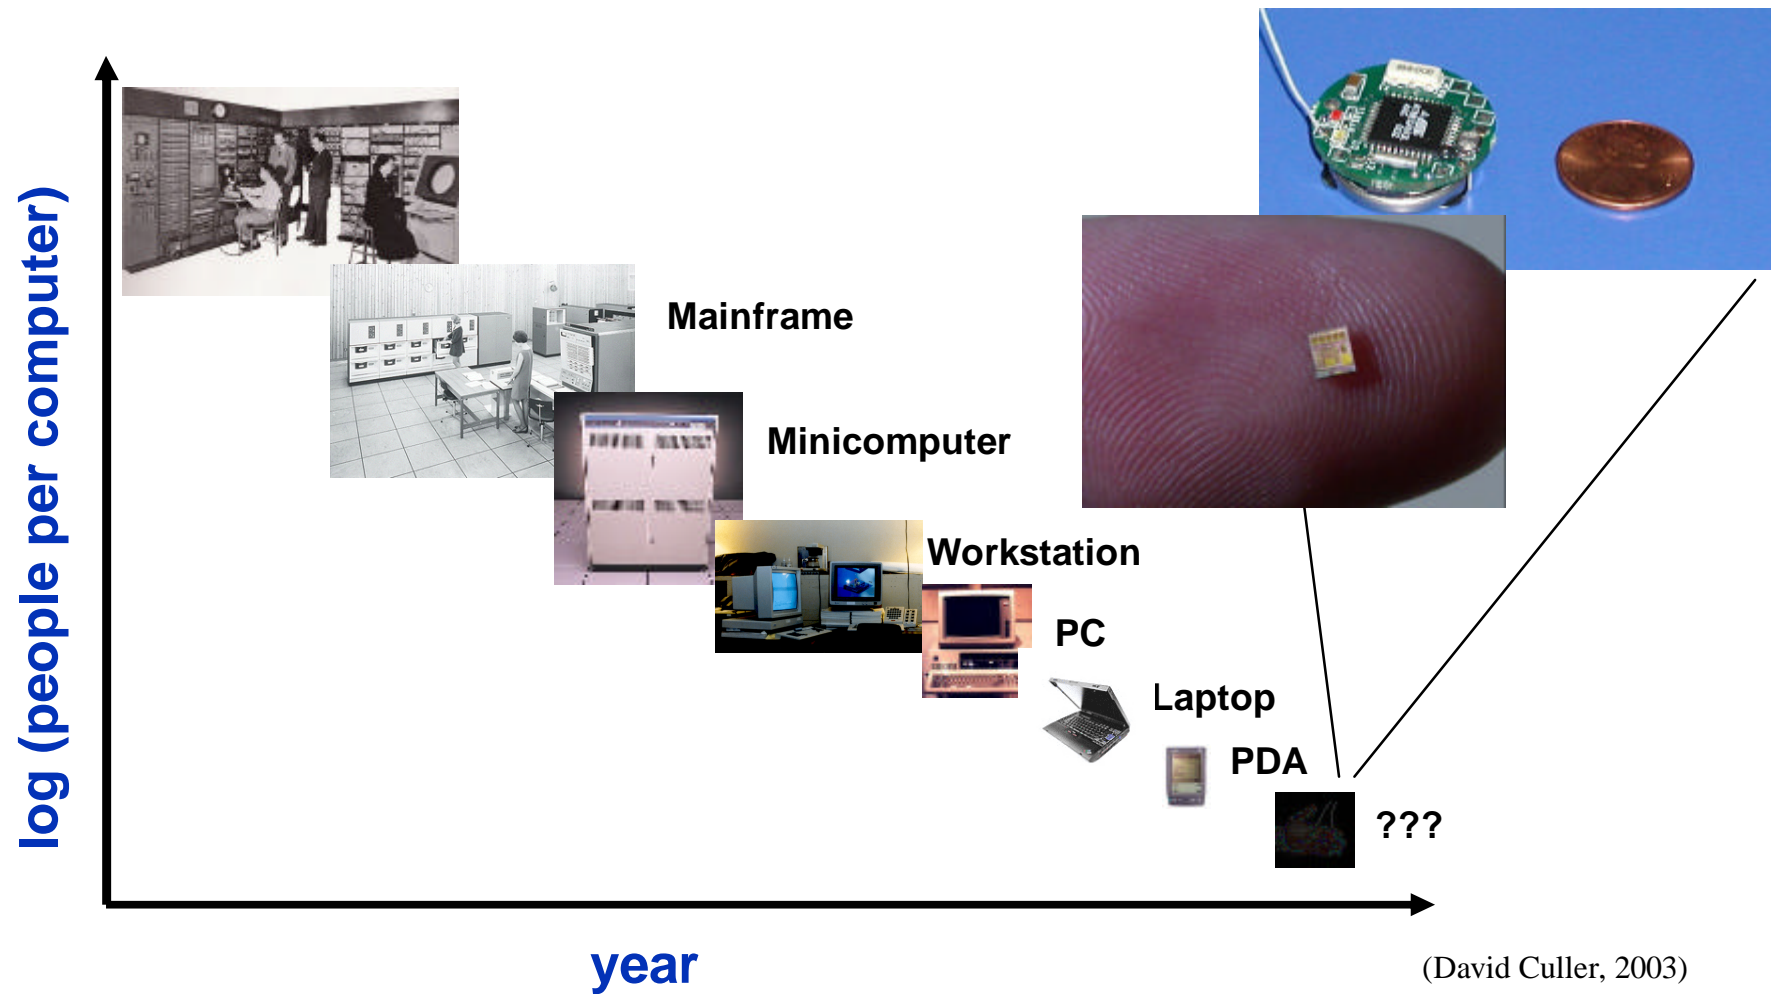 log (people per computer)
Mainframe
Minicomputer
Workstation
PC
Laptop
PDA
???
year
(David Culler, 2003)